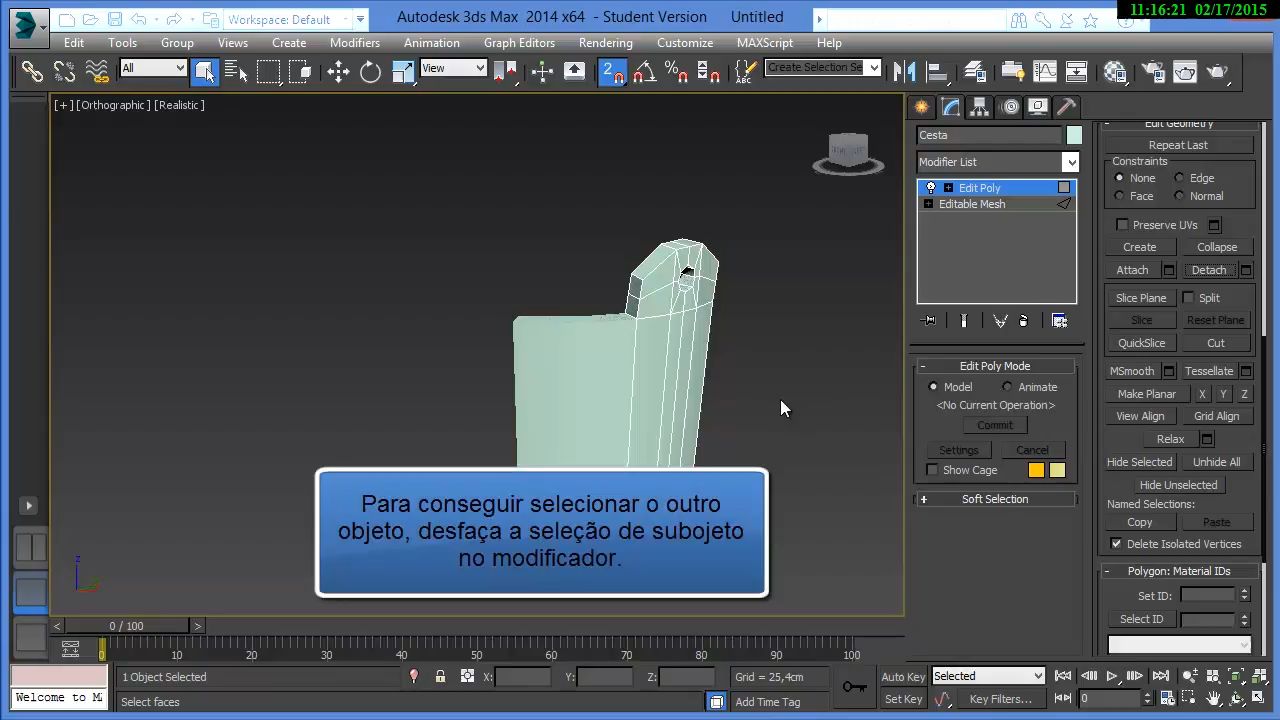 11:16:21 02/17/2015
Workspace: Default
Autodesk 3ds Max 2014 x64 - Student Version Untitled
Edit Tools Group Views Create Modifiers Animation Graph Editors Rendering Customize MAXScript Help
All
View
2
Create Selection Se
[+] [Orthographic] [Realistic]
Cesta
Modifier List
Edit Poly
Editable Mesh
Edit Poly Mode
Model Animate
<No Current Operation>
Commit
Settings Cancel
Show Cage
Soft Selection
Edit Geometry
Repeat Last
Constraints
None Edge
Face Normal
Preserve UVs
Create Collapse
Attach Detach
Slice Plane Split
Slice Reset Plane
QuickSlice Cut
MSmooth Tessellate
Make Planar X Y Z
View Align Grid Align
Relax
Hide Selected Unhide All
Hide Unselected
Named Selections:
Copy Paste
Delete Isolated Vertices
Polygon: Material IDs
Set ID:
Select ID
Para conseguir selecionar o outro
objeto, desfaça a seleção de subojeto
no modificador.
z
< 0 / 100 >
0 10 20 30 40 50 60 70 80 90 100
1 Object Selected
X: Y: Z:
Grid = 25,4cm
Auto Key
Selected
Welcome to M
Select faces
Add Time Tag
Set Key
Key Filters...
0